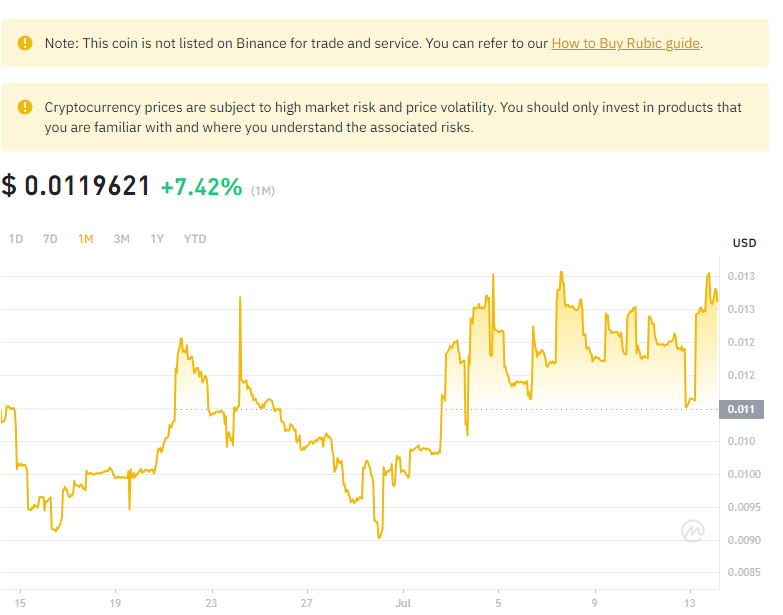 Note: This coin is not listed on Binance for trade and service. You can refer to our How to Buy Rubic guide.
Cryptocurrency prices are subject to high market risk and price volatility. You should only invest in products that
you are familiar with and where you understand the associated risks.
$ 0.0119621 +7.42% (1M)
1D 7D 1M 3M 1Y YTD
USD
0.013
0.013
0.012
0.012
0.011
0.010
0.0100
0.0095
0.0090
0.0085
15 19 23 27 Jul 5 9 13